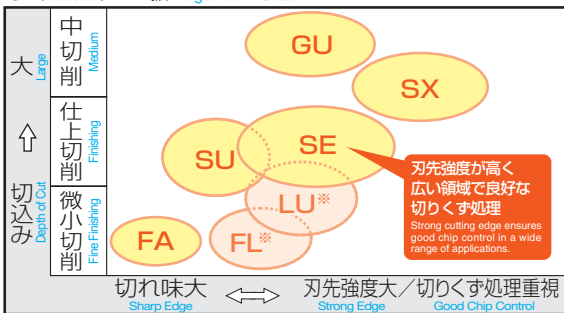 大
Large
切込み
Depth of Cut
中切削
Medium
仕上切削
Finishing
微小切削
Fine Finishing
GU
SX
SU
SE
LU※
FL※
FA
刃先強度が高く
広い領域で良好な
切りくず処理
Strong cutting edge ensures
good chip control in a wide
range of applications.
切れ味大
Sharp Edge
刃先強度大／切りくず処理重視
Strong Edge
Good Chip Control